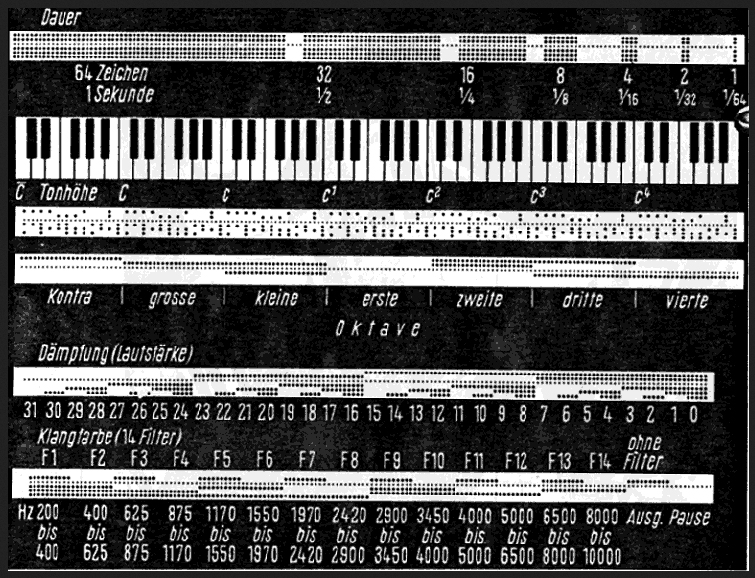 Dauer
64 Zeichen 32 16 8 4 2 1
1 Sekunde 1/2 1/4 1/8 1/16 1/32 1/64
C Tonhöhe C c c¹ c² c³ c⁴
Kontra | grosse | kleine | erste | zweite | dritte | vierte
Oktave
Dämpfung (Lautstärke)
31 30 29 28 27 26 25 24 23 22 21 20 19 18 17 16 15 14 13 12 11 10 9 8 7 6 5 4 3 2 1 0
Klangfarbe (14 Filter) ohne
F1 F2 F3 F4 F5 F6 F7 F8 F9 F10 F11 F12 F13 F14 Filter
Hz 200 400 625 875 1170 1550 1970 2420 2900 3450 4000 5000 6500 8000 Ausg. Pause
bis bis bis bis bis bis bis bis bis bis bis bis bis bis
400 625 875 1170 1550 1970 2420 2900 3450 4000 5000 6500 8000 10000